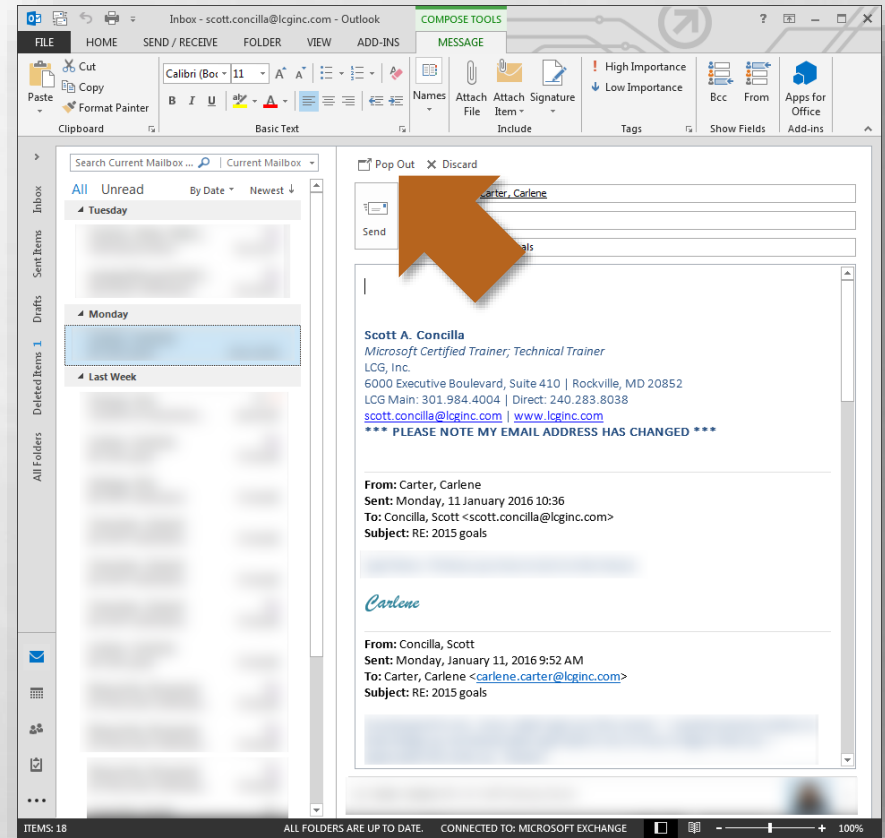 Inbox - scott.concilla@lcginc.com - Outlook
COMPOSE TOOLS
?
FILE HOME SEND / RECEIVE FOLDER VIEW ADD-INS MESSAGE
Paste
Cut
Copy
Format Painter
Clipboard
Calibri (Boc 11
B I U
Basic Text
Names
Attach File
Attach Item
Signature
Include
High Importance
Low Importance
Tags
Bcc From
Show Fields
Apps for Office
Add-ins
Search Current Mailbox ... Current Mailbox
All Unread By Date Newest ↓
Tuesday
Monday
Last Week
Inbox
Sent Items
Drafts
Deleted Items 1
All Folders
Pop Out Discard
Send
Carter, Carlene
als
Scott A. Concilla
Microsoft Certified Trainer; Technical Trainer
LCG, Inc.
6000 Executive Boulevard, Suite 410 | Rockville, MD 20852
LCG Main: 301.984.4004 | Direct: 240.283.8038
scott.concilla@lcginc.com | www.lcginc.com
*** PLEASE NOTE MY EMAIL ADDRESS HAS CHANGED ***
From: Carter, Carlene
Sent: Monday, 11 January 2016 10:36
To: Concilla, Scott <scott.concilla@lcginc.com>
Subject: RE: 2015 goals
Carlene
From: Concilla, Scott
Sent: Monday, January 11, 2016 9:52 AM
To: Carter, Carlene <carlene.carter@lcginc.com>
Subject: RE: 2015 goals
ITEMS: 18 ALL FOLDERS ARE UP TO DATE. CONNECTED TO: MICROSOFT EXCHANGE 100%